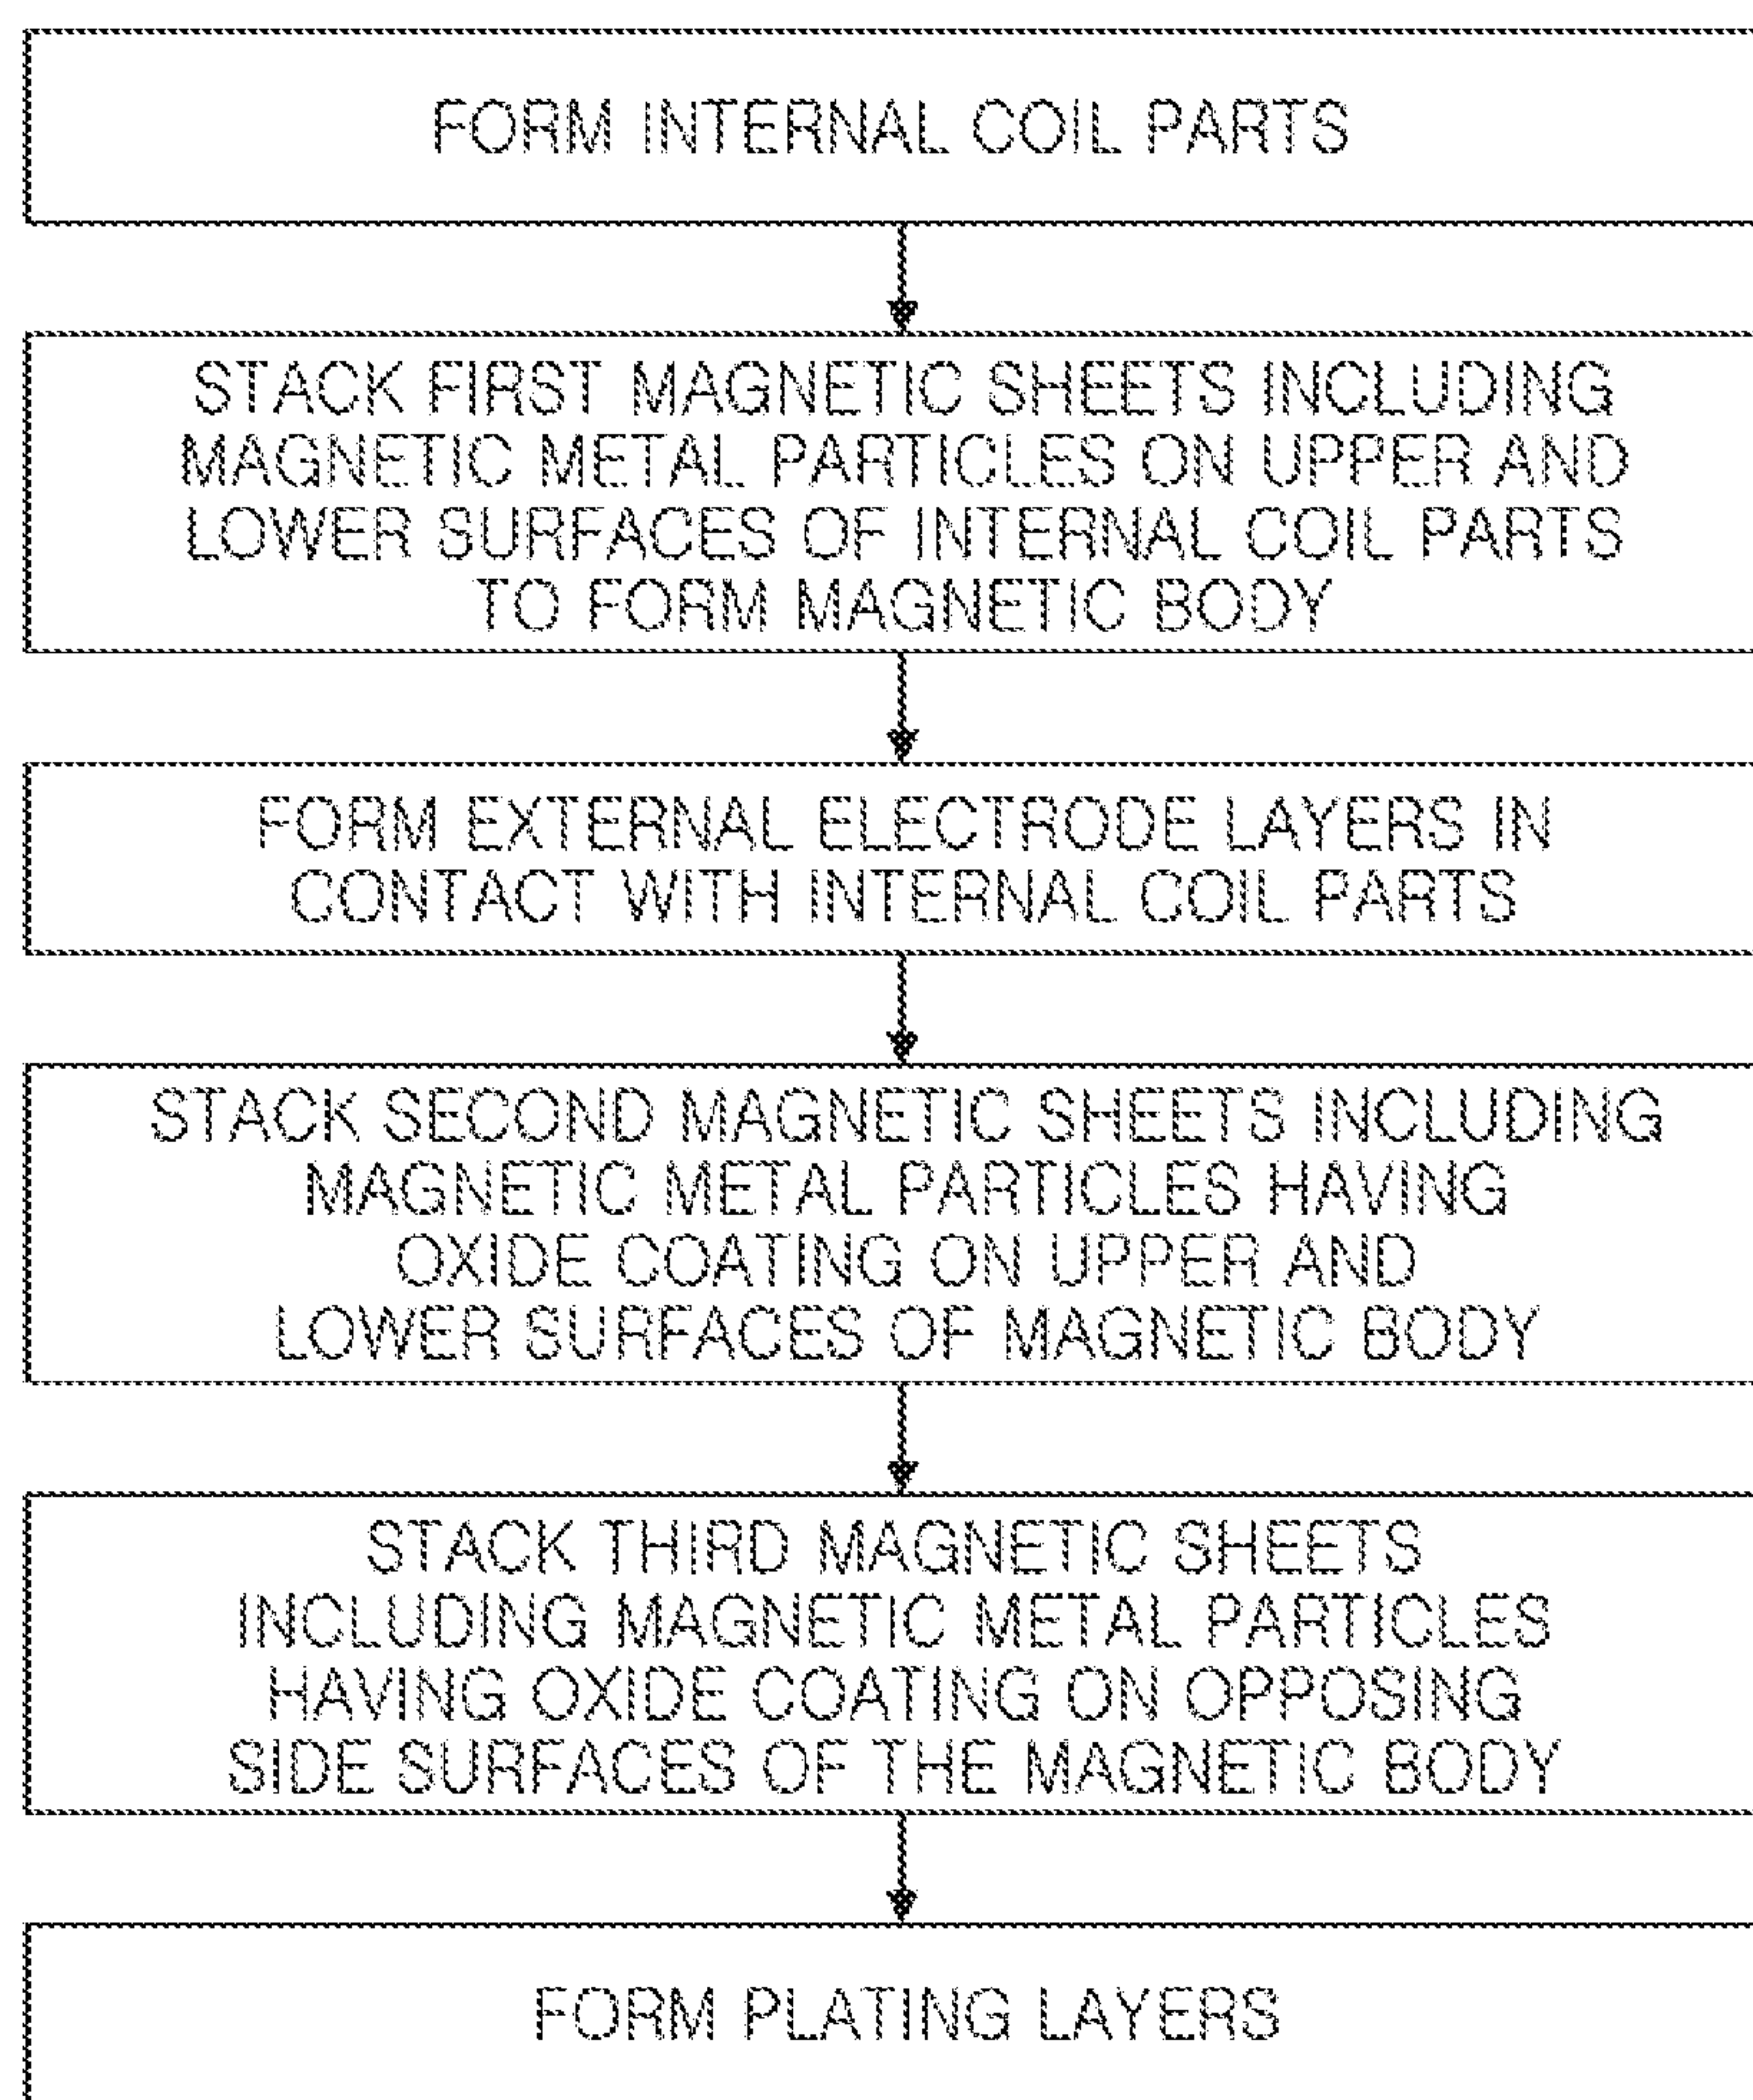 FORM INTERNAL COIL PARTS
STACK FIRST MAGNETIC SHEETS INCLUDING
MAGNETIC METAL PARTICLES ON UPPER AND
LOWER SURFACES OF INTERNAL COIL PARTS
TO FORM MAGNETIC BODY
FORM EXTERNAL ELECTRODE LAYERS IN
CONTACT WITH INTERNAL COIL PARTS
STACK SECOND MAGNETIC SHEETS INCLUDING
MAGNETIC METAL PARTICLES HAVING
OXIDE COATING ON UPPER AND
LOWER SURFACES OF MAGNETIC BODY
STACK THIRD MAGNETIC SHEETS
INCLUDING MAGNETIC METAL PARTICLES
HAVING OXIDE COATING ON OPPOSING
SIDE SURFACES OF THE MAGNETIC BODY
FORM PLATING LAYERS